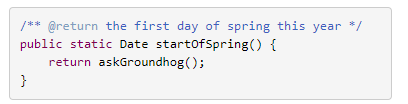 /** @return the first day of spring this year */
public static Date startOfSpring() {
    return askGroundhog();
}